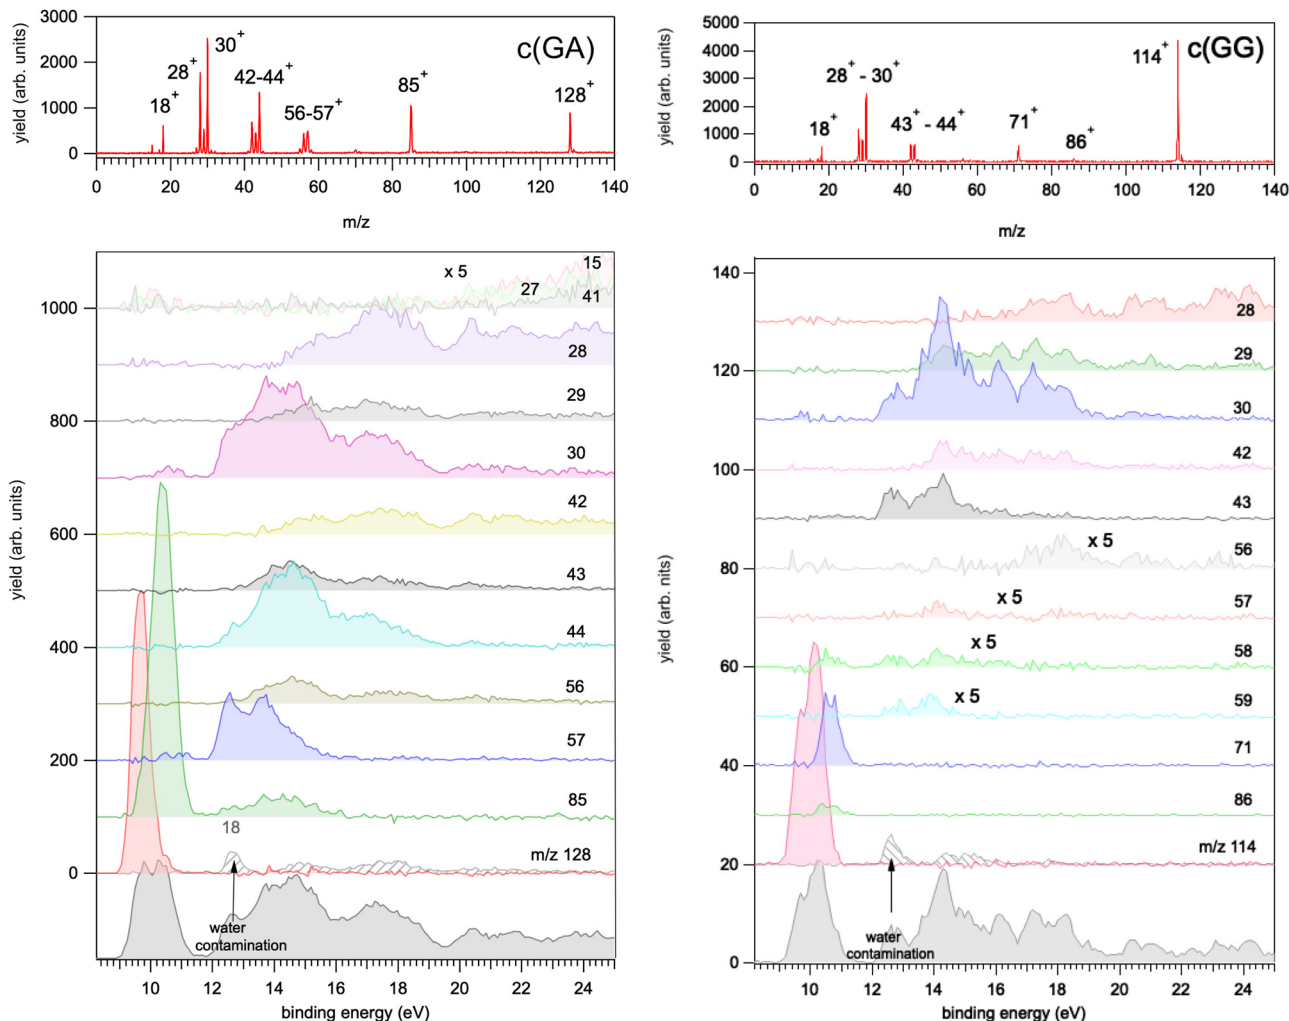 c(GA)
yield (arb. units)
3000
2000
1000
0
18+
28+
30+
42-44+
56-57+
85+
128+
0 20 40 60 80 100 120 140
m/z
c(GG)
yield (arb. units)
5000
4000
3000
2000
1000
0
18+
28+ - 30+
43+ - 44+
71+
86+
114+
0 20 40 60 80 100 120 140
m/z
yield (arb. units)
1000
800
600
400
200
0
x 5
15
27
41
28
29
30
42
43
44
56
57
85
18
m/z 128
water
contamination
10 12 14 16 18 20 22 24
binding energy (eV)
yield (arb. nits)
140
120
100
80
60
40
20
0
28
29
30
42
43
56
x 5
57
x 5
58
x 5
59
x 5
71
86
m/z 114
water
contamination
10 12 14 16 18 20 22 24
binding energy (eV)